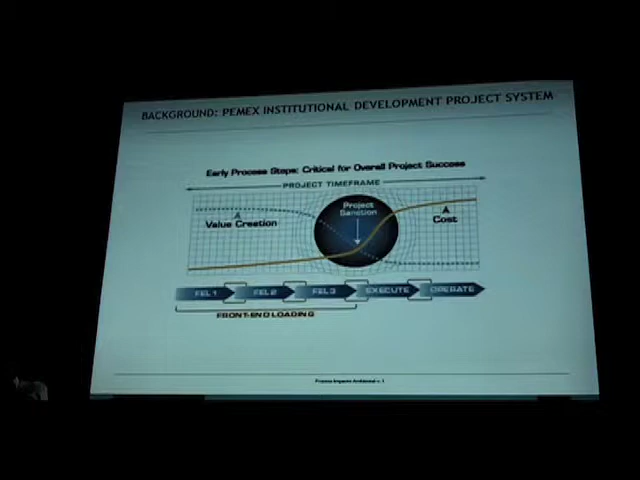 BACKGROUND: PEMEX INSTITUTIONAL DEVELOPMENT PROJECT SYSTEM
Early Process Steps: Critical for Overall Project Success
PROJECT TIMEFRAME
Project
Sanction
Value Creation
Cost
FEL 1
FEL 2
FEL 3
EXECUTE
OPERATE
FRONT-END LOADING